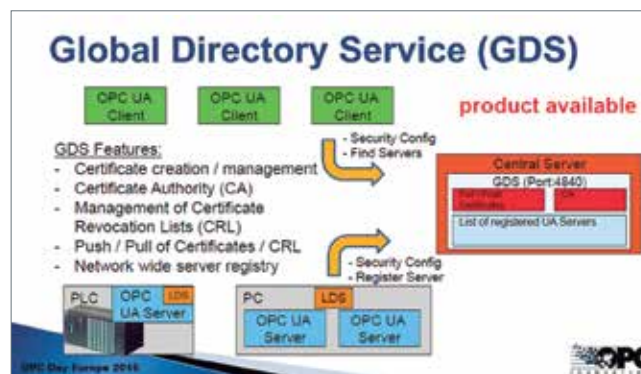 Global Directory Service (GDS)
OPC UA
Client
OPC UA
Client
OPC UA
Client
product available
GDS Features:
- Certificate creation / management
- Certificate Authority (CA)
- Management of Certificate
Revocation Lists (CRL)
- Push / Pull of Certificates / CRL
- Network wide server registry
- Security Config
- Find Servers
Central Server
GDS (Port:4840)
Certificates
CA
List of registered UA Servers
- Security Config
- Register Server
PLC
OPC
UA Server
LDS
PC
LDS
OPC UA
Server
OPC UA
Server
OPC Day Europe
OPC